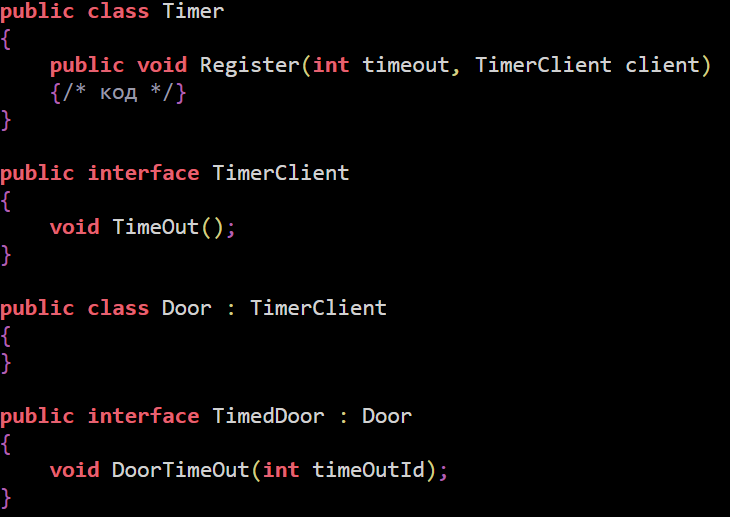 public class Timer
{
    public void Register(int timeout, TimerClient client)
    {/* код */}
}

public interface TimerClient
{
    void TimeOut();
}

public class Door : TimerClient
{
}

public interface TimedDoor : Door
{
    void DoorTimeOut(int timeOutId);
}